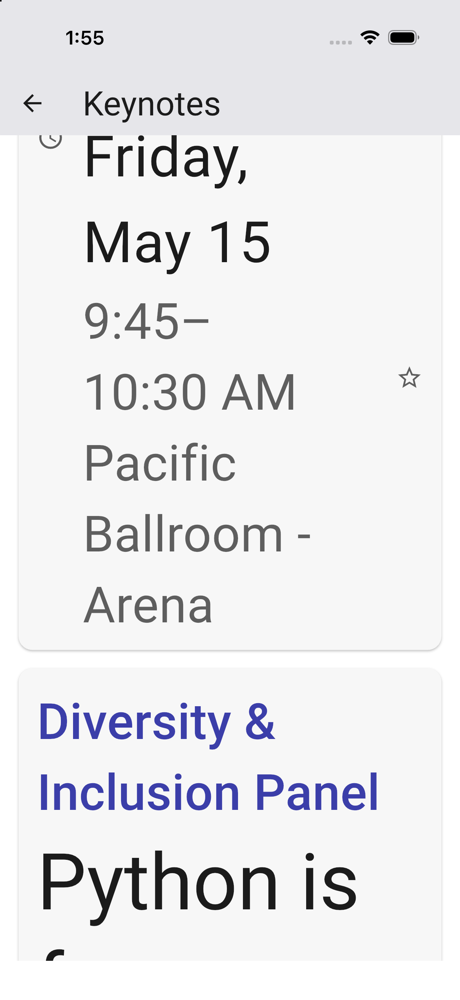 1:55
Keynotes
Friday,
May 15
9:45–
10:30 AM
Pacific
Ballroom -
Arena
Diversity &
Inclusion Panel
Python is